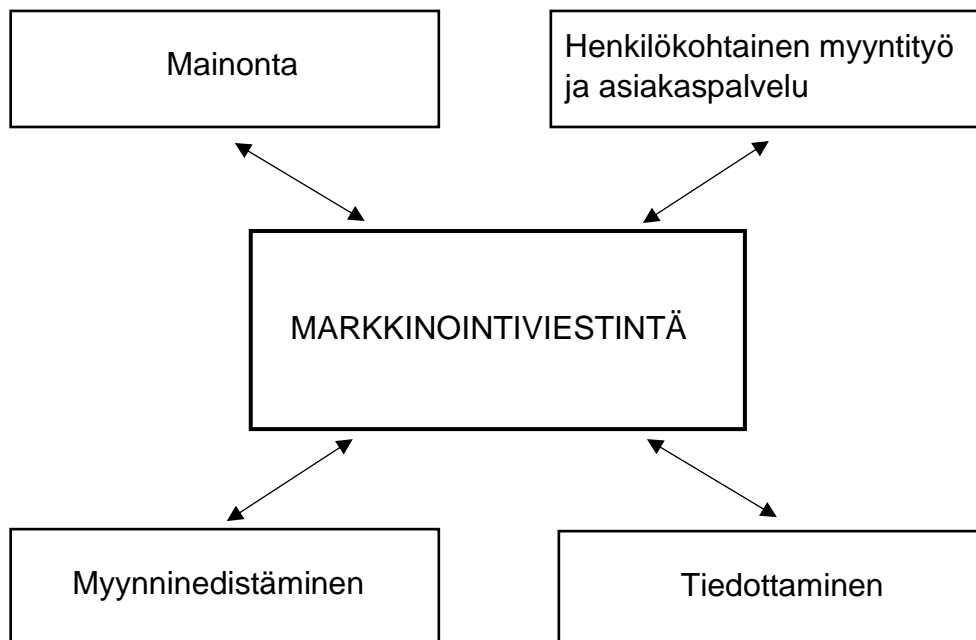 Mainonta
Henkilökohtainen myyntityö
ja asiakaspalvelu
MARKKINOINTIVIESTINTÄ
Myynninedistäminen
Tiedottaminen